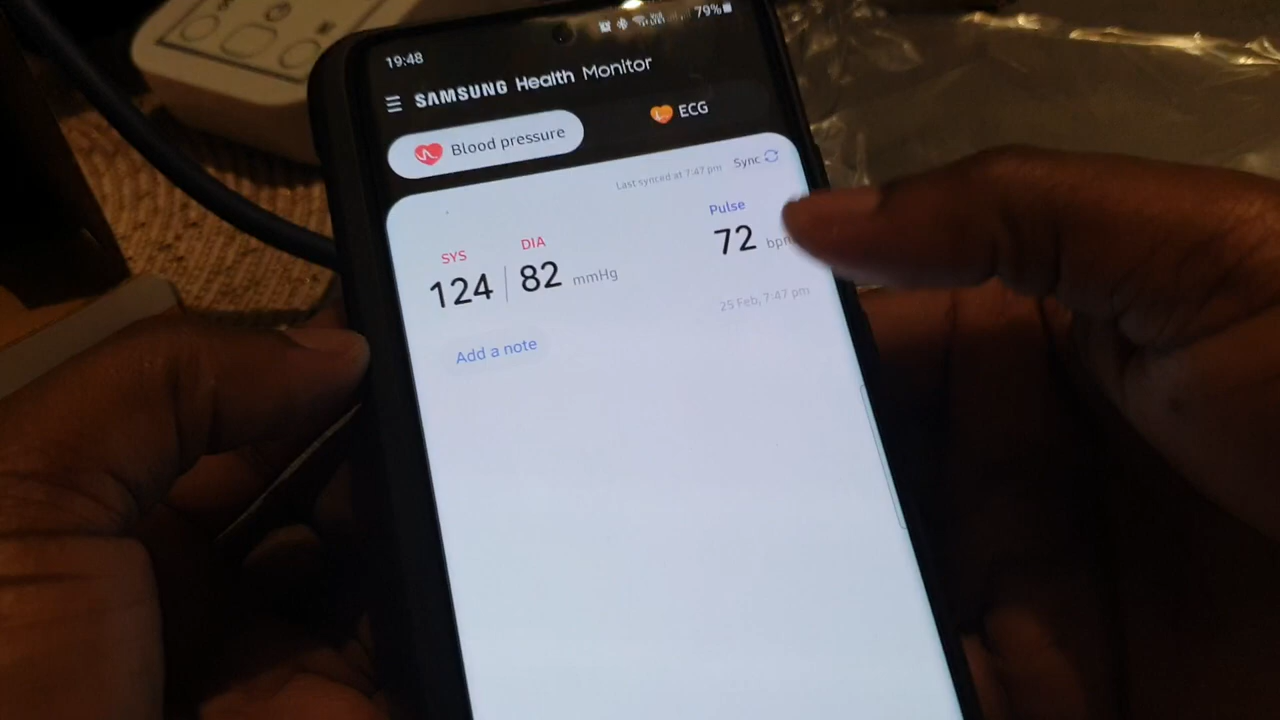 19:48
79%
SAMSUNG Health Monitor
Blood pressure
ECG
Last synced at 7:47 pm
Sync
SYS
DIA
Pulse
124
82 mmHg
72 bpm
25 Feb, 7:47 pm
Add a note